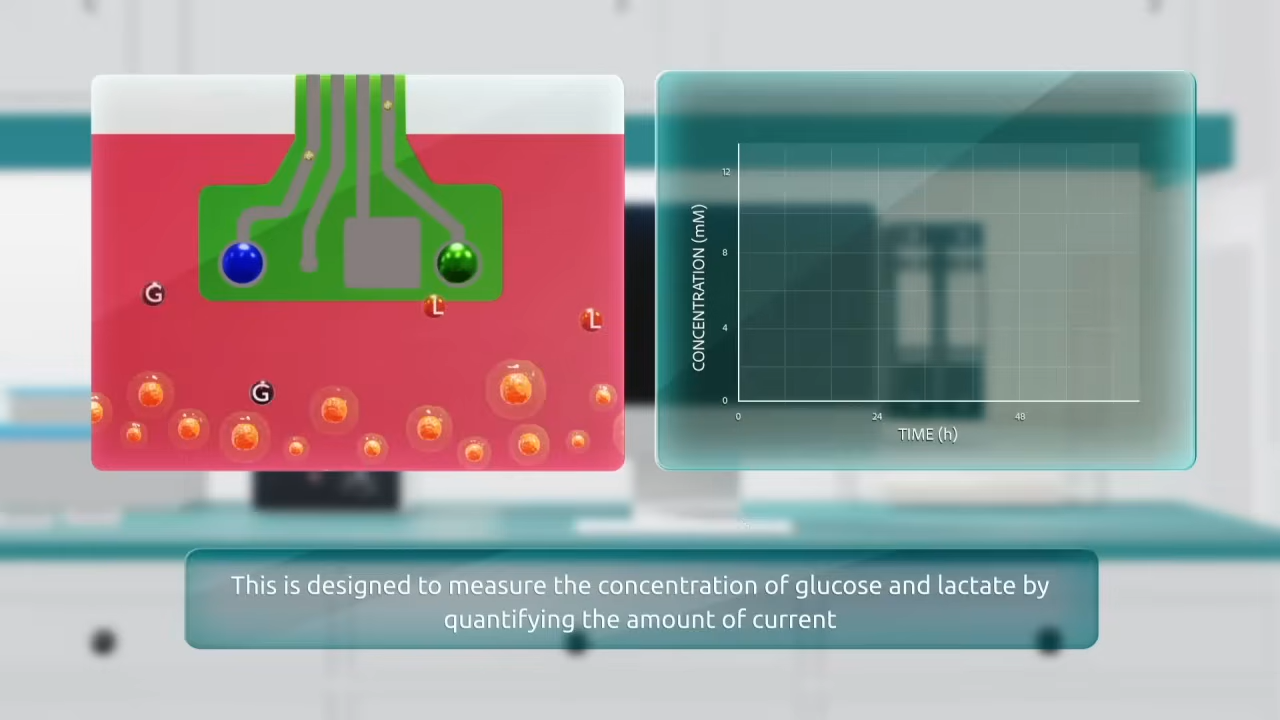 G
L
L
G
CONCENTRATION (mM)
12
8
4
0
0 24 48
TIME (h)
This is designed to measure the concentration of glucose and lactate by
quantifying the amount of current